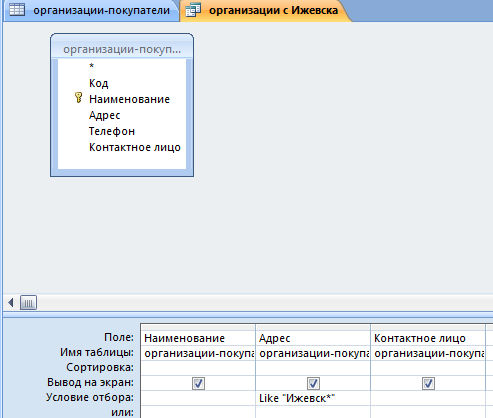 организации-покупатели организации с Ижевска
организации-покуп...
*
Код
Наименование
Адрес
Телефон
Контактное лицо
Поле: Наименование Адрес Контактное лицо
Имя таблицы: организации-покупа организации-покупа организации-покупа
Сортировка:
Вывод на экран:
Условие отбора: Like "Ижевск*"
или: